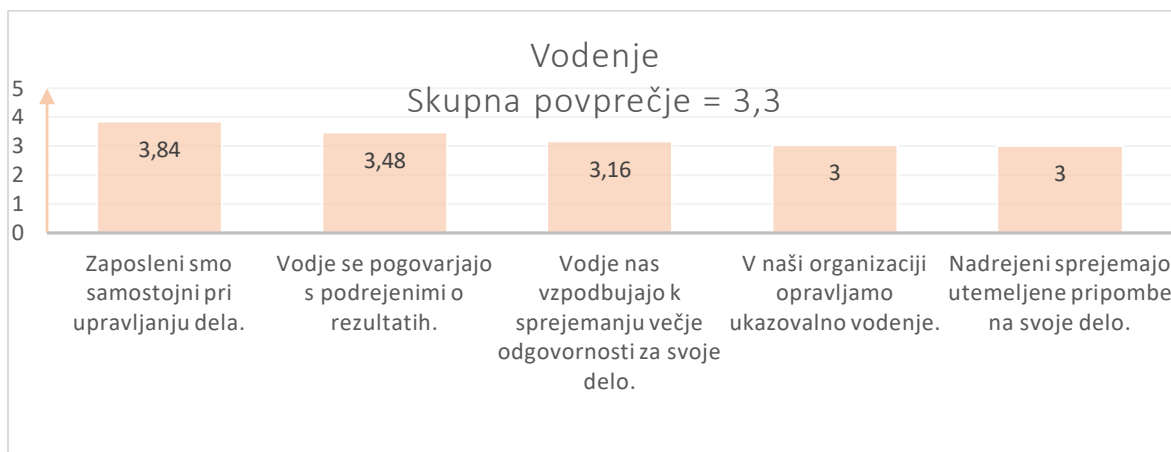 Vodenje
Skupna povprečje = 3,3
5
4
3
2
1
0
3,84
3,48
3,16
3
3
Zaposleni smo
samostojni pri
upravljanju dela.
Vodje se pogovarjajo
s podrejenimi o
rezultatih.
Vodje nas
vzpodbujajo k
sprejemanju večje
odgovornosti za svoje
delo.
V naši organizaciji
opravljamo
ukazovalno vodenje.
Nadrejeni sprejemajo
utemeljene pripombe
na svoje delo.